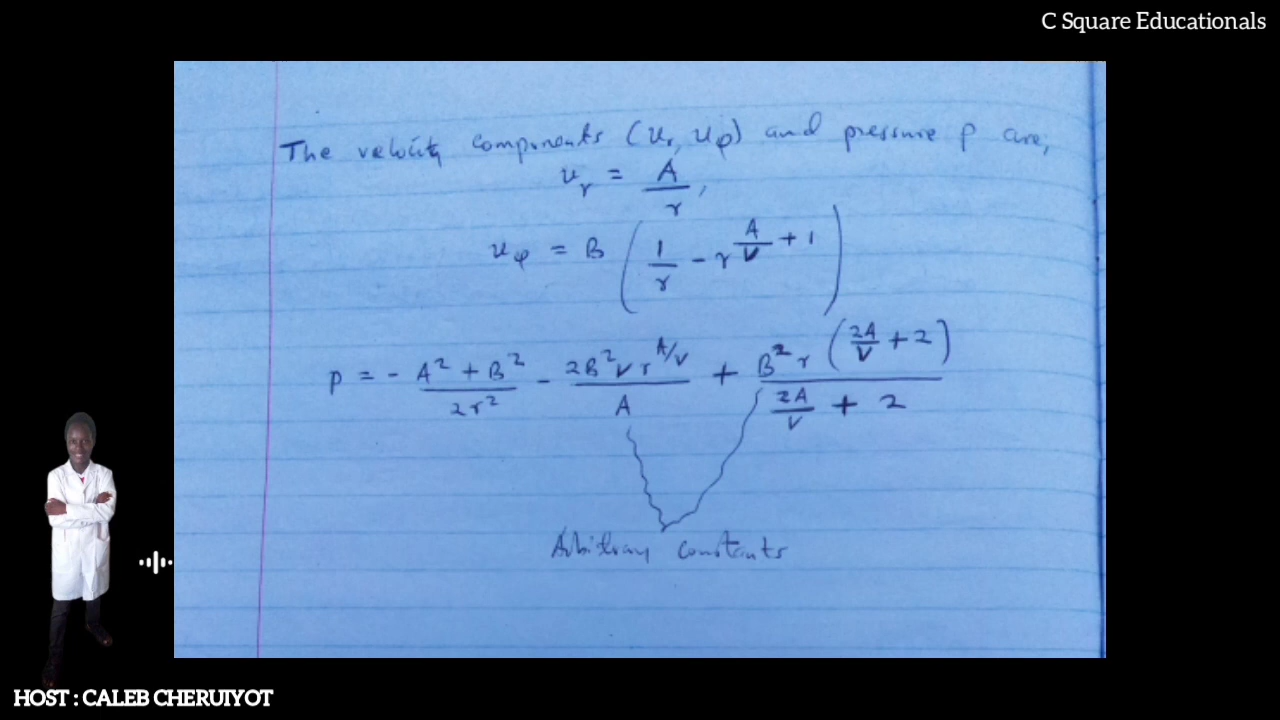 C Square Educationals
The velocity components (u_r, u_φ) and pressure p are,
u_r = A/r,
u_φ = B (1/r - r^(A/ν + 1))
p = - (A² + B²)/(2r²) - (2B² ν r^(A/ν))/A + (B² r^(2A/ν + 2))/(2A/ν + 2)
Arbitrary constants
HOST : CALEB CHERUIYOT